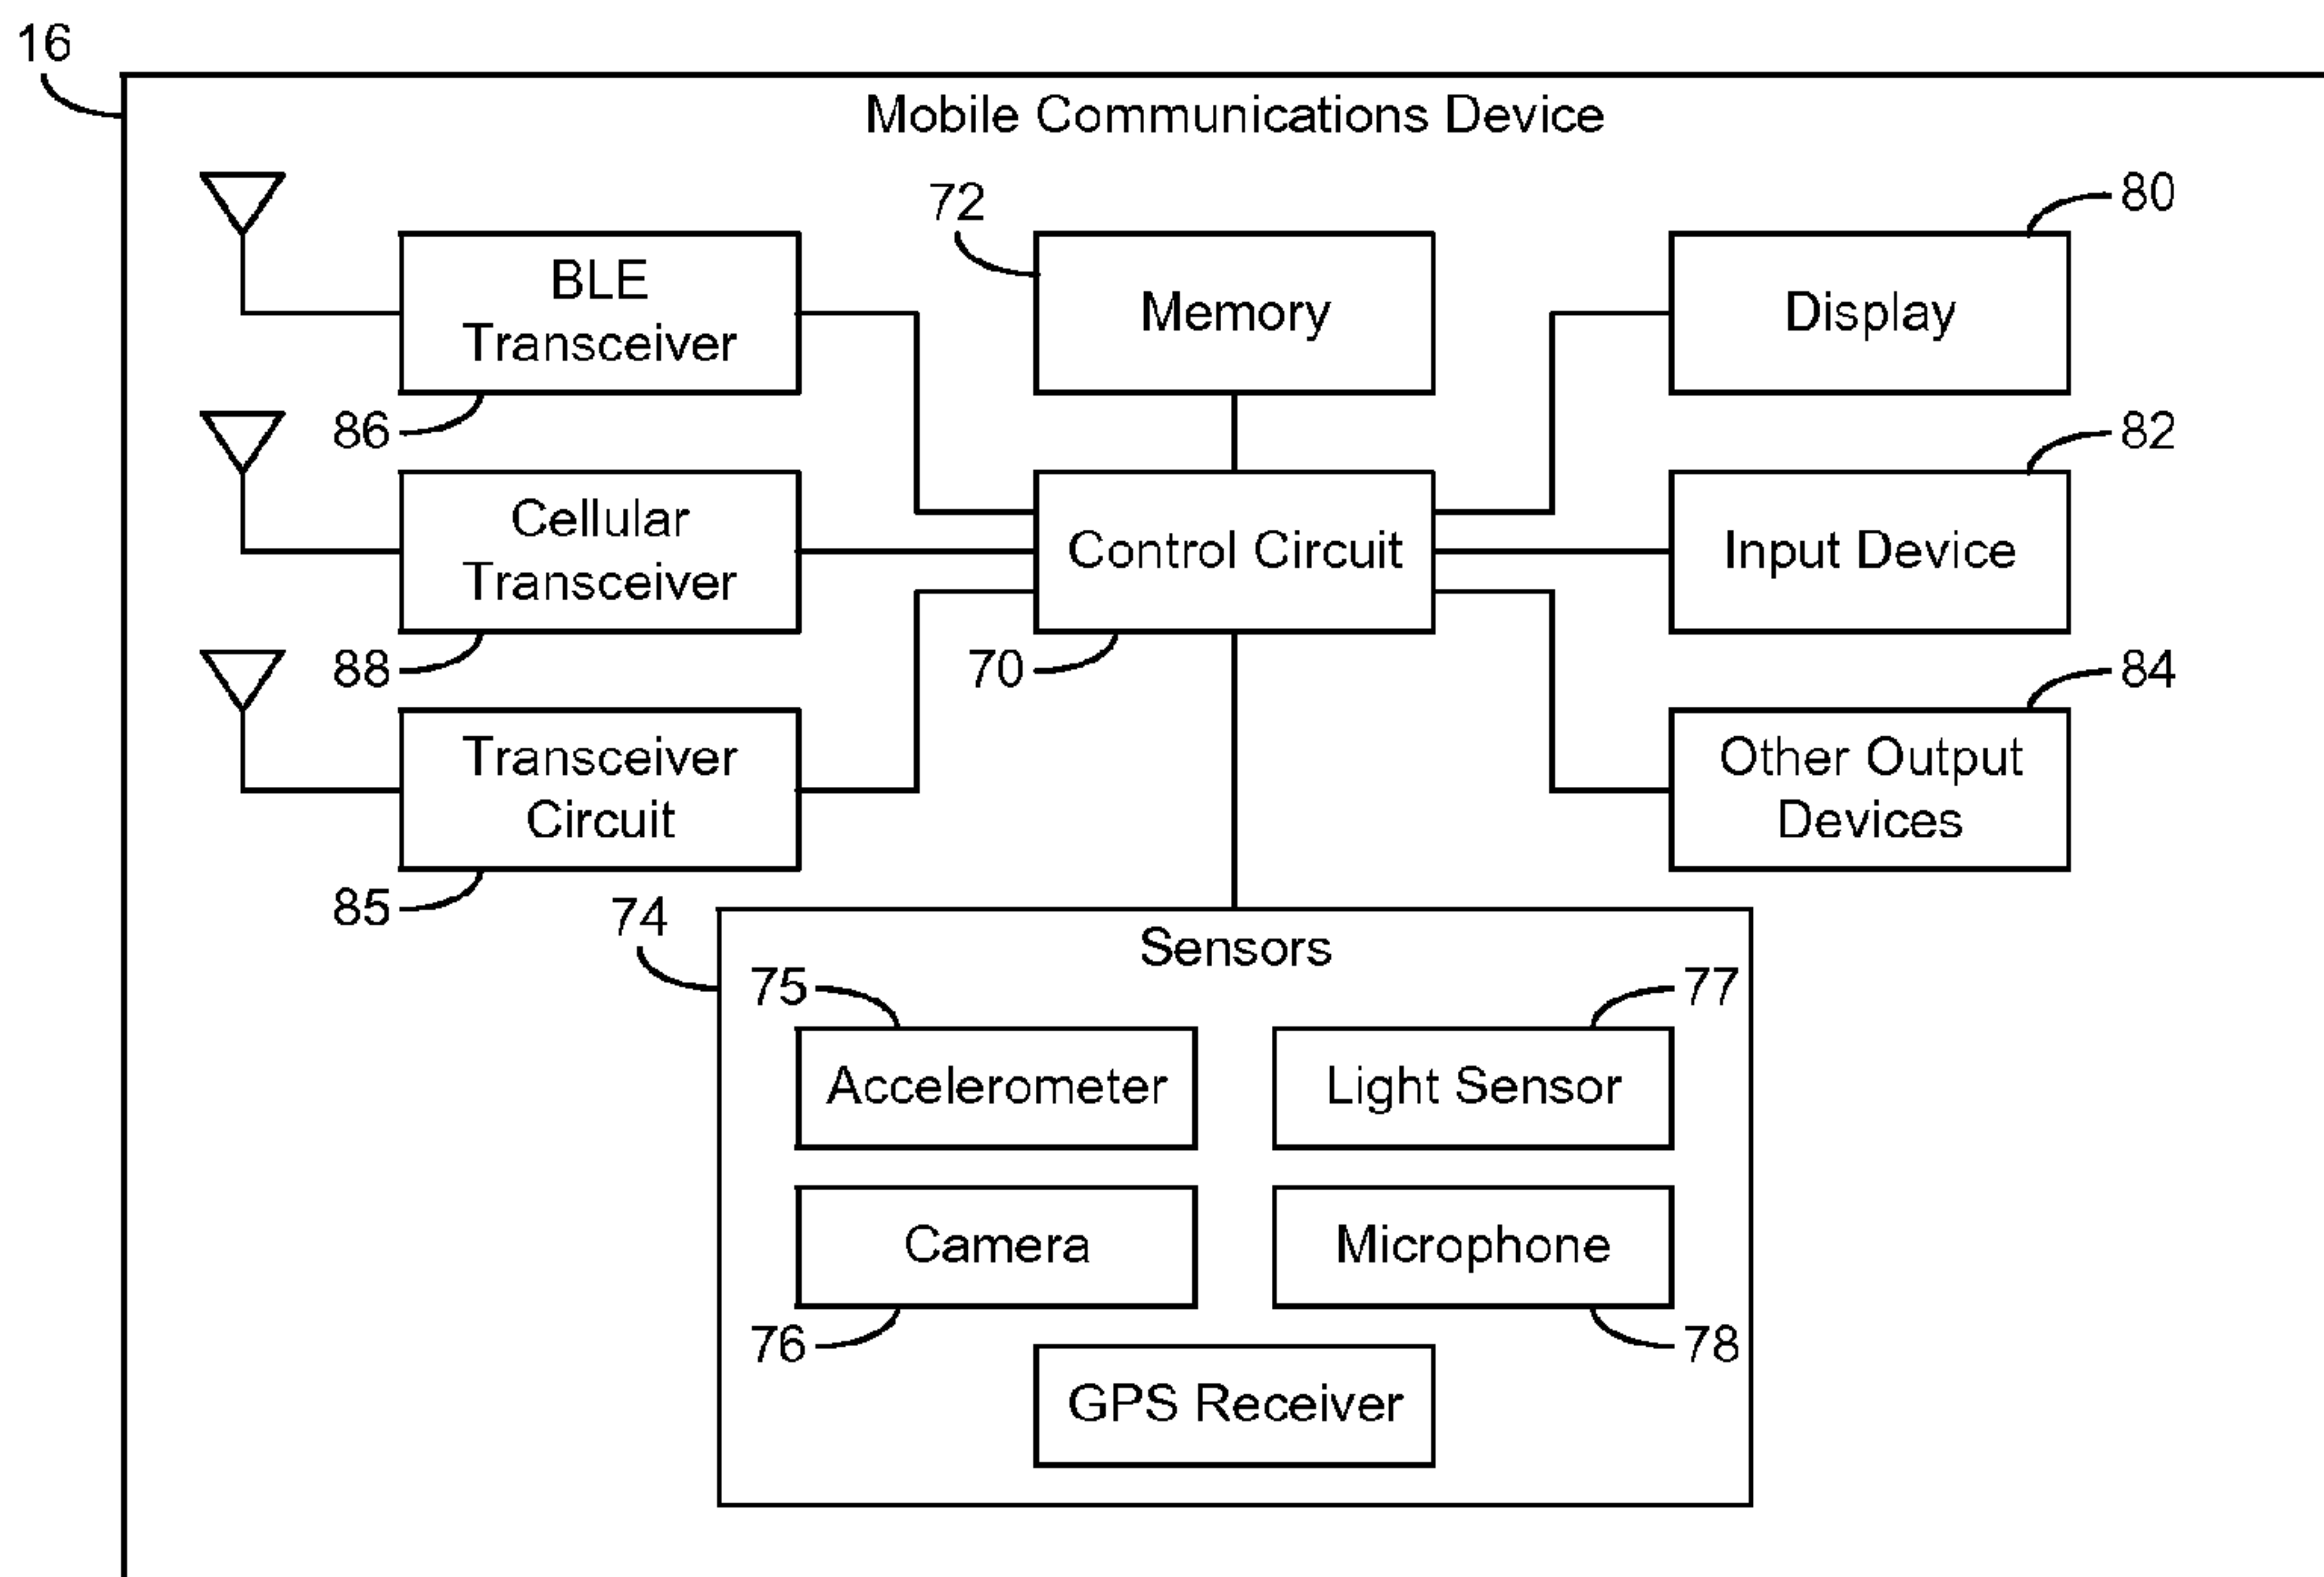 16
Mobile Communications Device
72
80
BLE
Transceiver
Memory
Display
86
82
Cellular
Transceiver
Control Circuit
Input Device
88
70
84
Transceiver
Circuit
Other Output
Devices
85
74
Sensors
75
77
Accelerometer
Light Sensor
Camera
Microphone
76
78
GPS Receiver